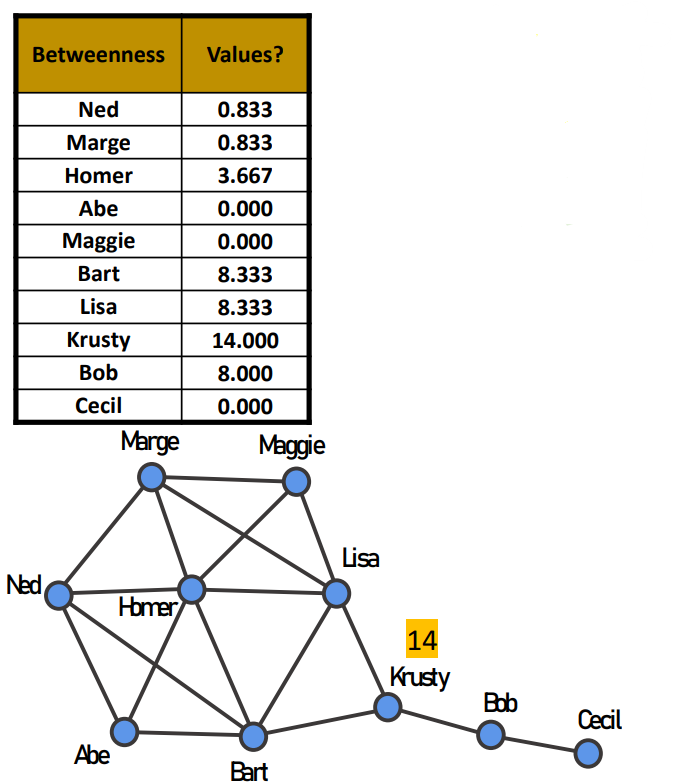 Betweenness Values?
Ned 0.833
Marge 0.833
Homer 3.667
Abe 0.000
Maggie 0.000
Bart 8.333
Lisa 8.333
Krusty 14.000
Bob 8.000
Cecil 0.000
Marge Maggie
Lisa
Ned
Homer
14
Krusty
Bob
Cecil
Abe
Bart